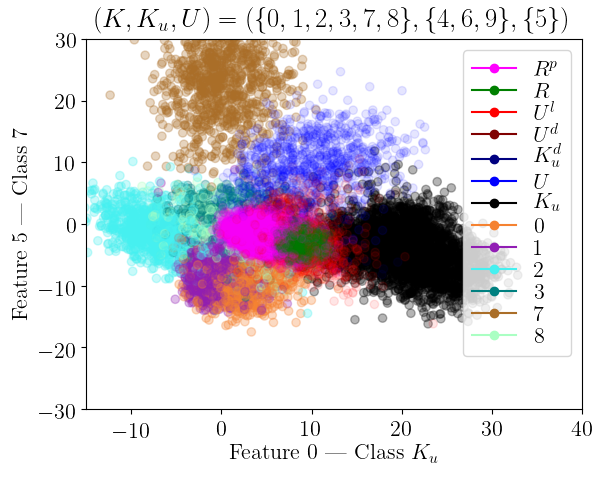 (K, K_u, U) = ({0, 1, 2, 3, 7, 8}, {4, 6, 9}, {5})
30
20
10
0
−10
−20
−30
Feature 5 — Class 7
−10
0
10
20
30
40
Feature 0 — Class K_u
R^p
R
U^l
U^d
K_u^d
U
K_u
0
1
2
3
7
8